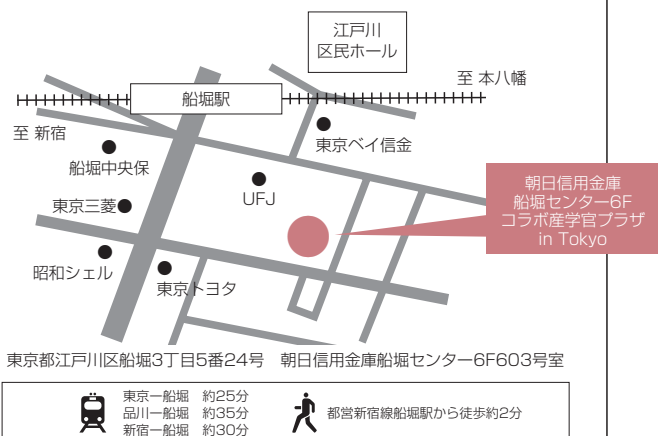 江戸川
区民ホール
至 本八幡
船堀駅
至 新宿
東京ベイ信金
船堀中央保
UFJ
東京三菱
朝日信用金庫
船堀センター6F
コラボ産学官プラザ
in Tokyo
昭和シェル
東京トヨタ
東京都江戸川区船堀3丁目5番24号　朝日信用金庫船堀センター6F603号室
東京ー船堀　約25分
品川ー船堀　約35分
新宿ー船堀　約30分
都営新宿線船堀駅から徒歩約2分